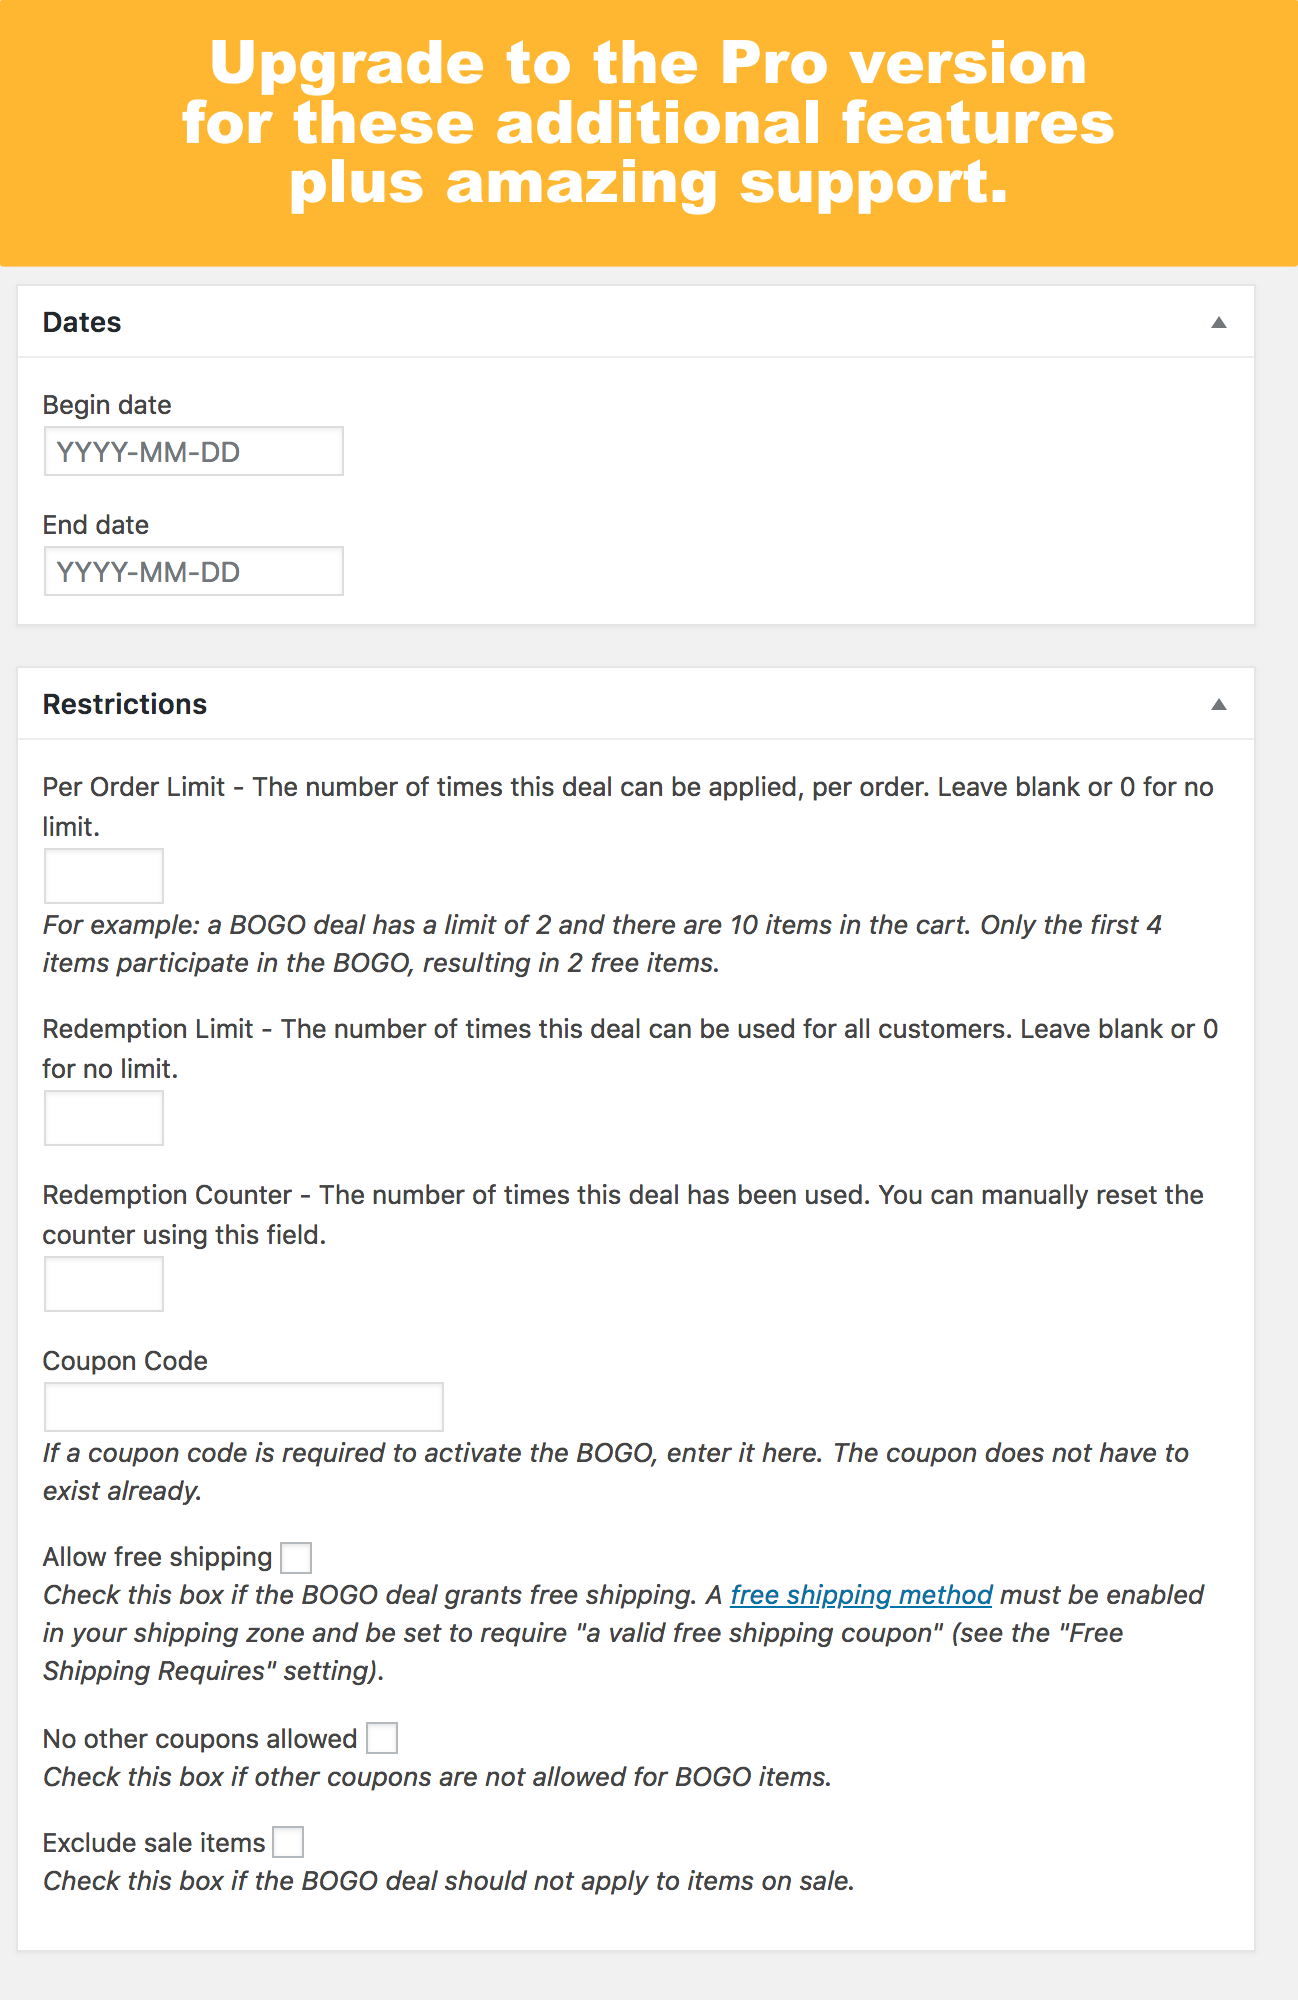 Upgrade to the Pro version
for these additional features
plus amazing support.
Dates
Begin date
YYYY-MM-DD
End date
YYYY-MM-DD
Restrictions
Per Order Limit - The number of times this deal can be applied, per order. Leave blank or 0 for no
limit.
For example: a BOGO deal has a limit of 2 and there are 10 items in the cart. Only the first 4
items participate in the BOGO, resulting in 2 free items.
Redemption Limit - The number of times this deal can be used for all customers. Leave blank or 0
for no limit.
Redemption Counter - The number of times this deal has been used. You can manually reset the
counter using this field.
Coupon Code
If a coupon code is required to activate the BOGO, enter it here. The coupon does not have to
exist already.
Allow free shipping
Check this box if the BOGO deal grants free shipping. A free shipping method must be enabled
in your shipping zone and be set to require "a valid free shipping coupon" (see the "Free
Shipping Requires" setting).
No other coupons allowed
Check this box if other coupons are not allowed for BOGO items.
Exclude sale items
Check this box if the BOGO deal should not apply to items on sale.